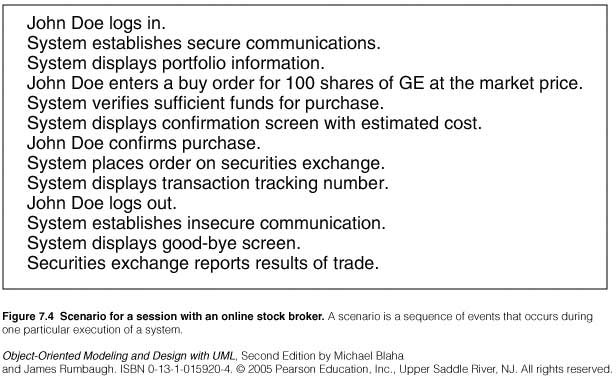 John Doe logs in.
System establishes secure communications.
System displays portfolio information.
John Doe enters a buy order for 100 shares of GE at the market price.
System verifies sufficient funds for purchase.
System displays confirmation screen with estimated cost.
John Doe confirms purchase.
System places order on securities exchange.
System displays transaction tracking number.
John Doe logs out.
System establishes insecure communication.
System displays good-bye screen.
Securities exchange reports results of trade.
Figure 7.4 Scenario for a session with an online stock broker. A scenario is a sequence of events that occurs during
one particular execution of a system.
Object-Oriented Modeling and Design with UML, Second Edition by Michael Blaha
and James Rumbaugh. ISBN 0-13-1-015920-4. © 2005 Pearson Education, Inc., Upper Saddle River, NJ. All rights reserved.